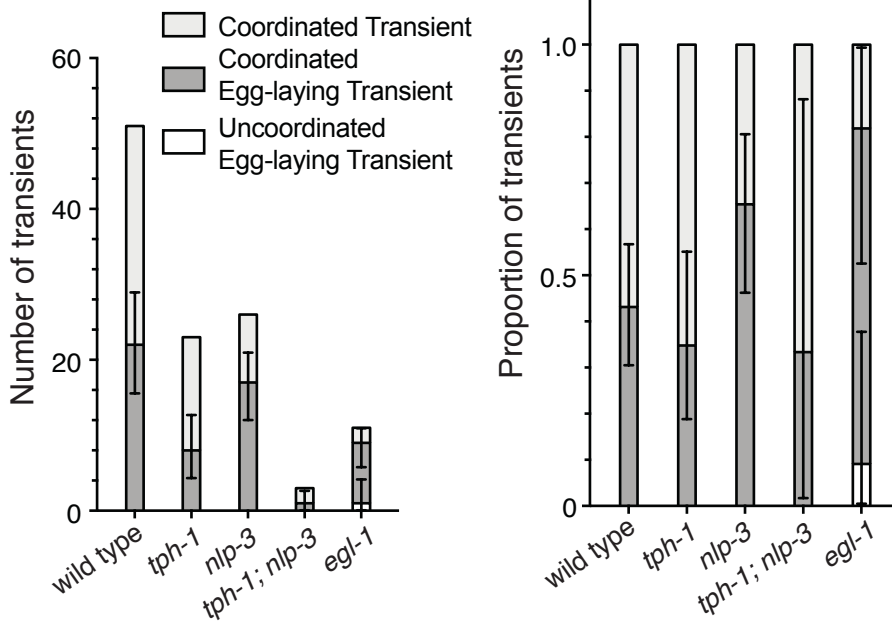 Coordinated Transient
Coordinated
Egg-laying Transient
Uncoordinated
Egg-laying Transient
Number of transients
60
40
20
0
wild type
tph-1
nlp-3
tph-1; nlp-3
egl-1
Proportion of transients
1.0
0.5
0
wild type
tph-1
nlp-3
tph-1; nlp-3
egl-1